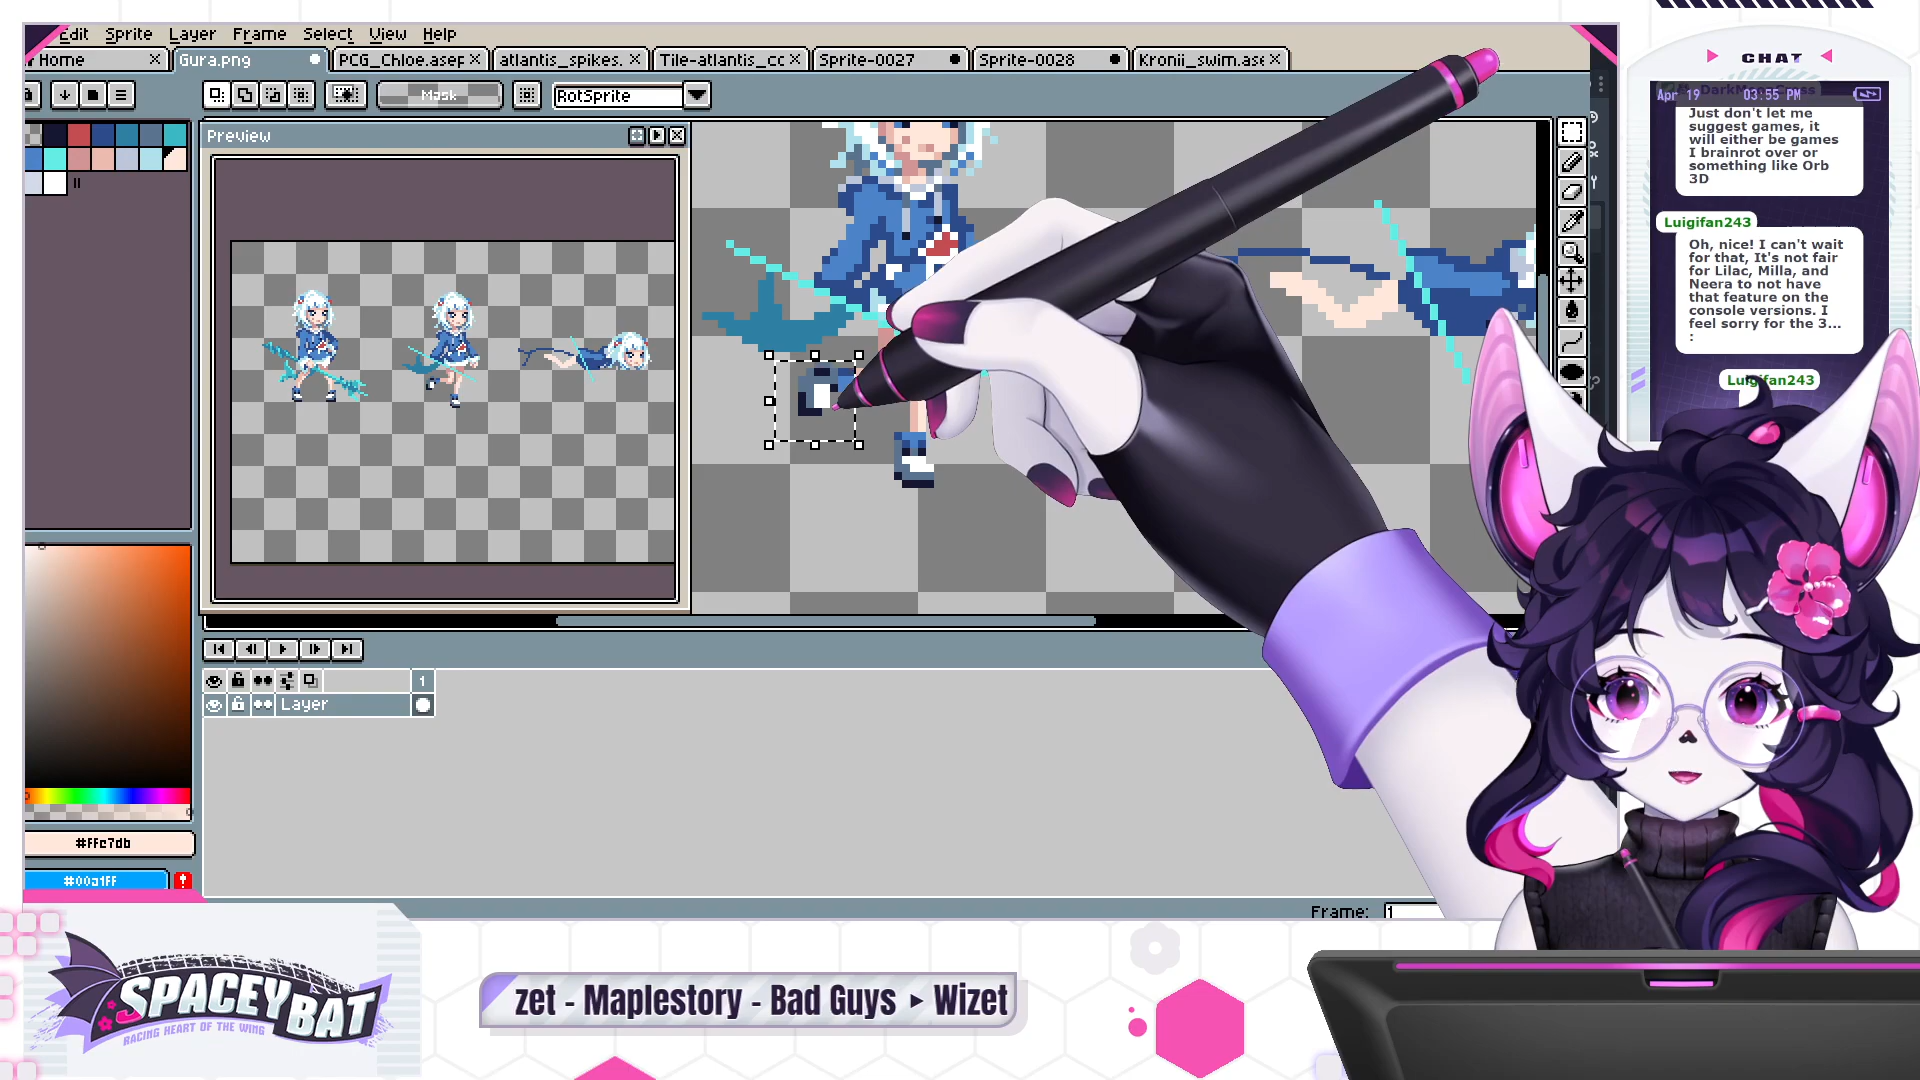 Edit Sprite Layer Frame Select View Help
Home
Gura.png
PCG_Chloe.asep
atlantis_spikes.
Tile-atlantis_cc
Sprite-0027
Sprite-0028
Kronii_swim.ase
Mask
RotSprite
Preview
1
Layer
#ffe7db
#00a1FF
Frame: 1
CHAT
Apr 19 03:55 PM
Just don't let me
suggest games, it
will either be games
I brainrot over or
something like Orb
3D
Luigifan243
Oh, nice! I can't wait
for that, It's not fair
for Lilac, Milla, and
Neera to not have
that feature on the
console versions. I
feel sorry for the 3...
:
Luigifan243
SPACEYBAT
RACING HEART OF THE WING
zet - Maplestory - Bad Guys ▸ Wizet